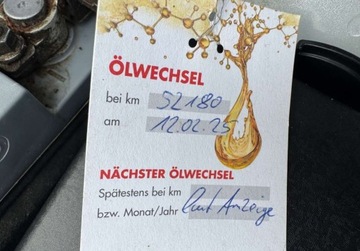 ÖLWECHSEL
bei km 52180
am 12.02.25
NÄCHSTER ÖLWECHSEL
Spätestens bei km
bzw. Monat/Jahr laut Anzeige